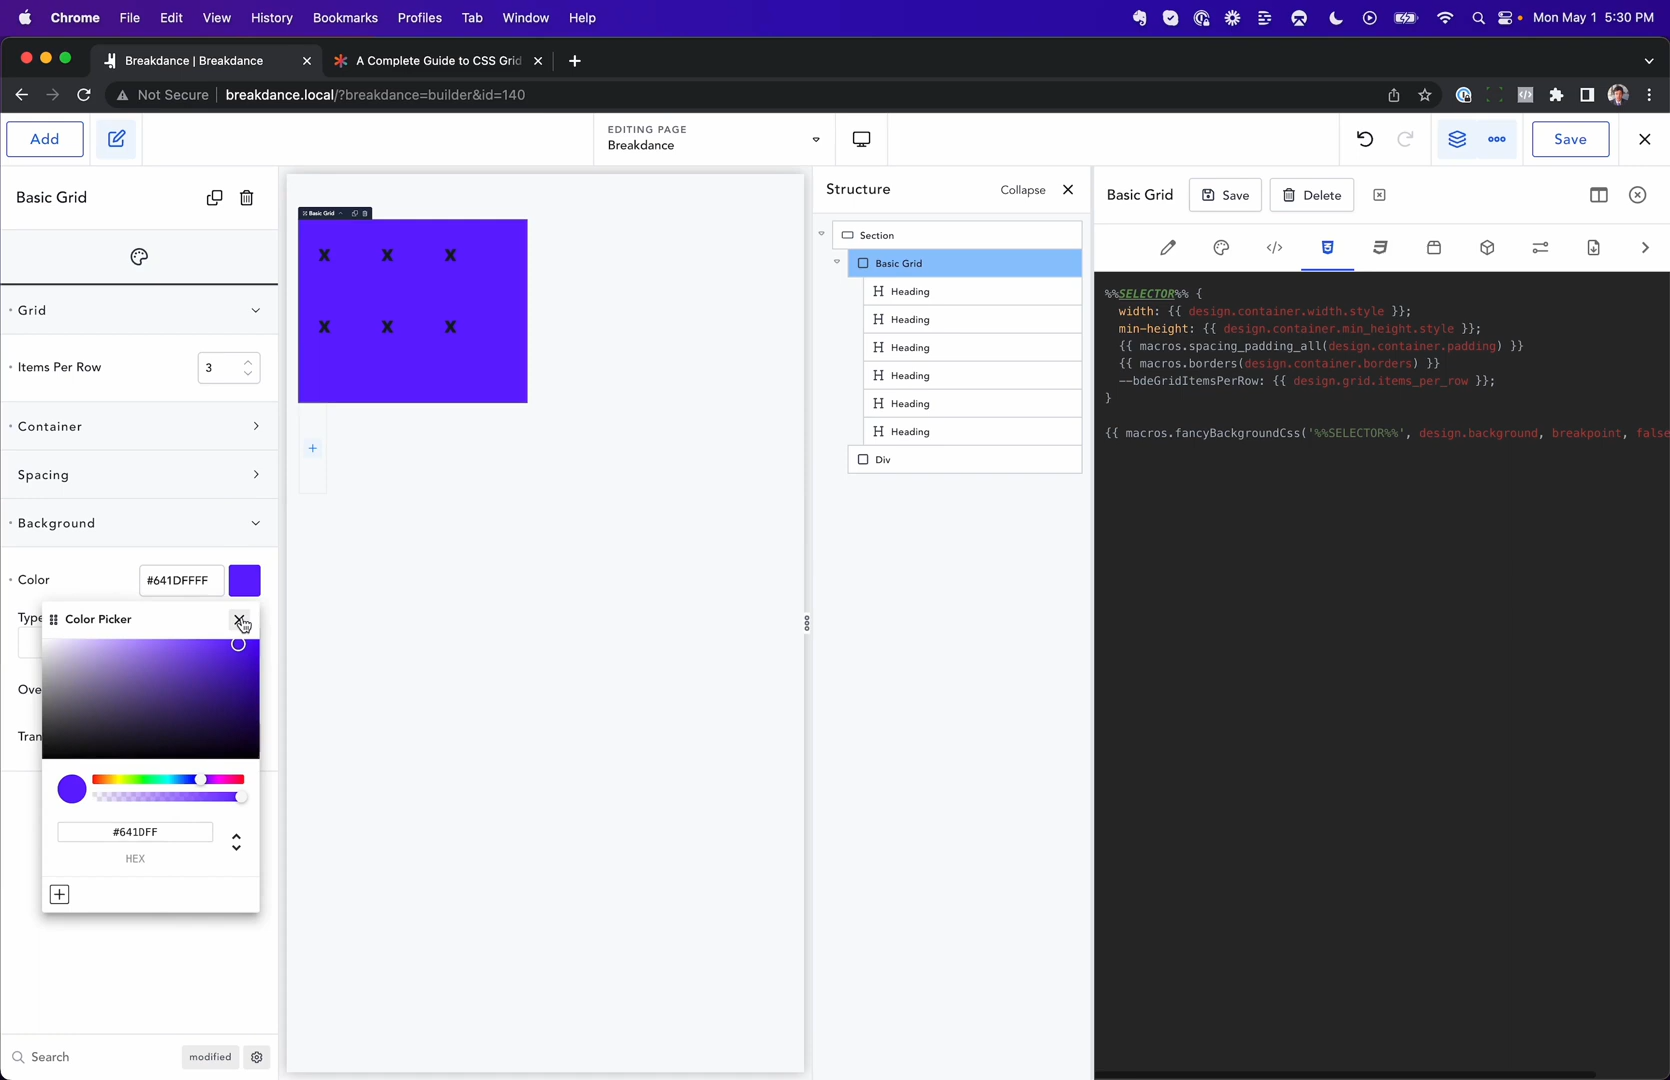 Chrome File Edit View History Bookmarks Profiles Tab Window Help Mon May 1 5:30 PM
Breakdance | Breakdance A Complete Guide to CSS Grid
Not Secure breakdance.local/?breakdance=builder&id=140
Add EDITING PAGE Save
Breakdance
Basic Grid
Grid
Items Per Row 3
Container
Spacing
Background
Color #641DFFFF
Type
Color Picker
Ove
Tran
#641DFF
HEX
Search modified
Basic Grid
X X X
X X X
Structure Collapse
Section
Basic Grid
Heading
Heading
Heading
Heading
Heading
Heading
Div
Basic Grid Save Delete
%%SELECTOR%% {
width: {{ design.container.width.style }};
min-height: {{ design.container.min_height.style }};
{{ macros.spacing_padding_all(design.container.padding) }}
{{ macros.borders(design.container.borders) }}
--bdeGridItemsPerRow: {{ design.grid.items_per_row }};
}
{{ macros.fancyBackgroundCss('%%SELECTOR%%', design.background, breakpoint, false